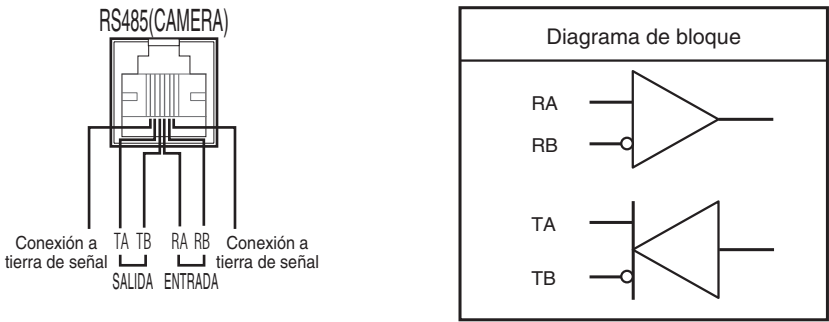 RS485(CAMERA)
Conexión a
tierra de señal
TA TB
SALIDA
RA RB
ENTRADA
Conexión a
tierra de señal
Diagrama de bloque
RA
RB
TA
TB